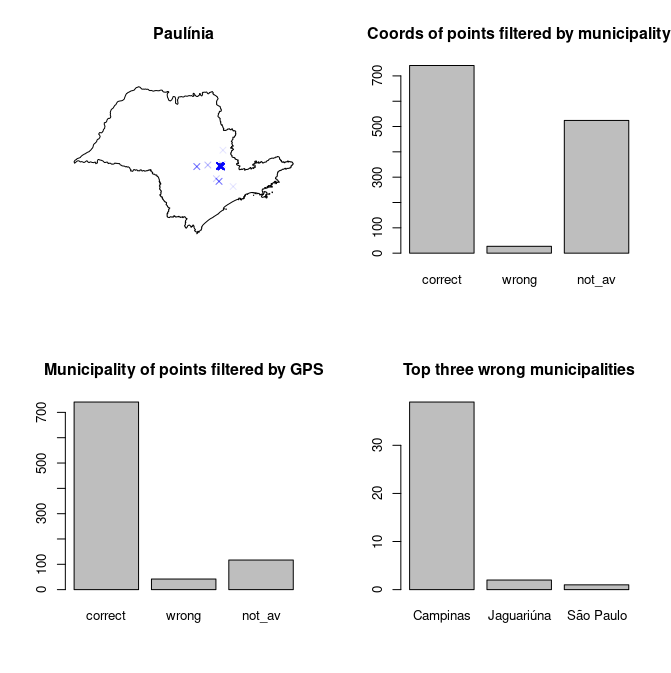 Paulínia
Coords of points filtered by municipality
700
500
300
100
0
correct wrong not_av
Municipality of points filtered by GPS
700
500
300
100
0
correct wrong not_av
Top three wrong municipalities
30
20
10
0
Campinas Jaguariúna São Paulo